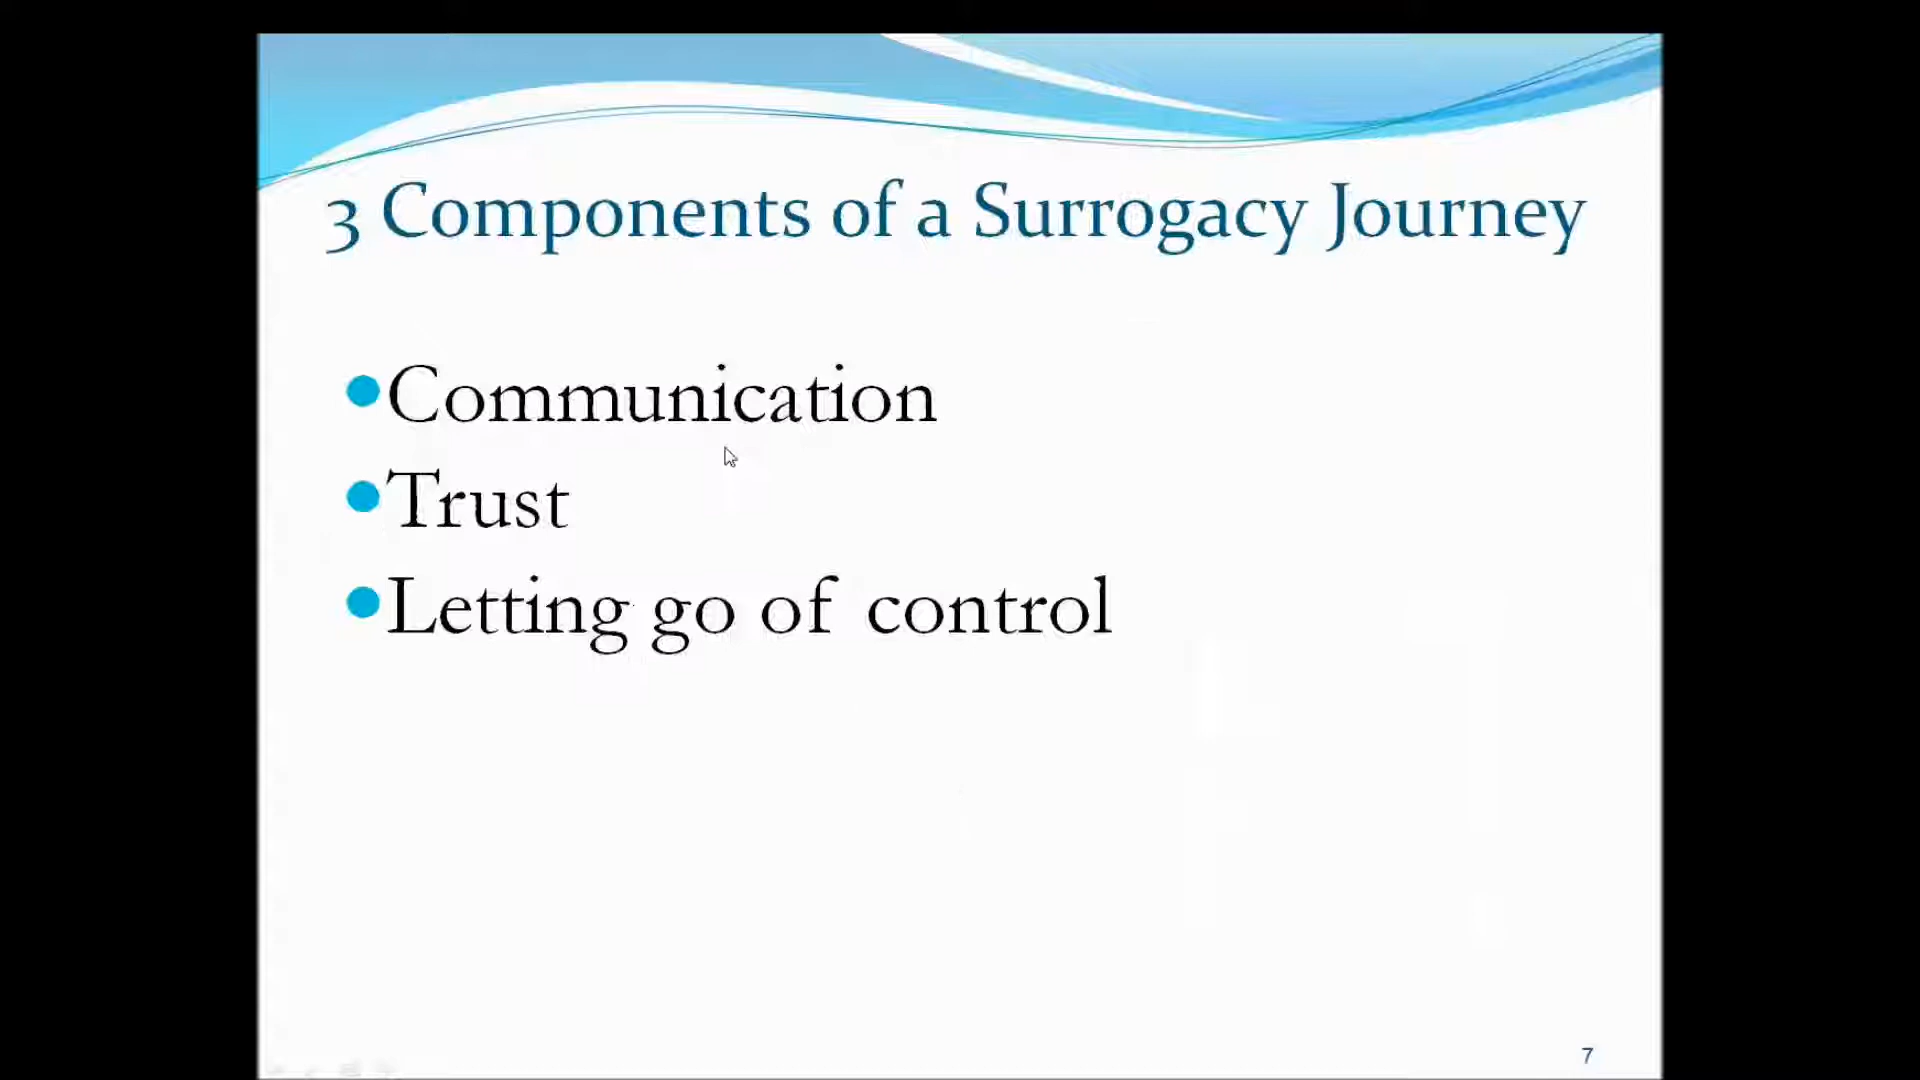 3 Components of a Surrogacy Journey
•Communication
•Trust
•Letting go of control
7